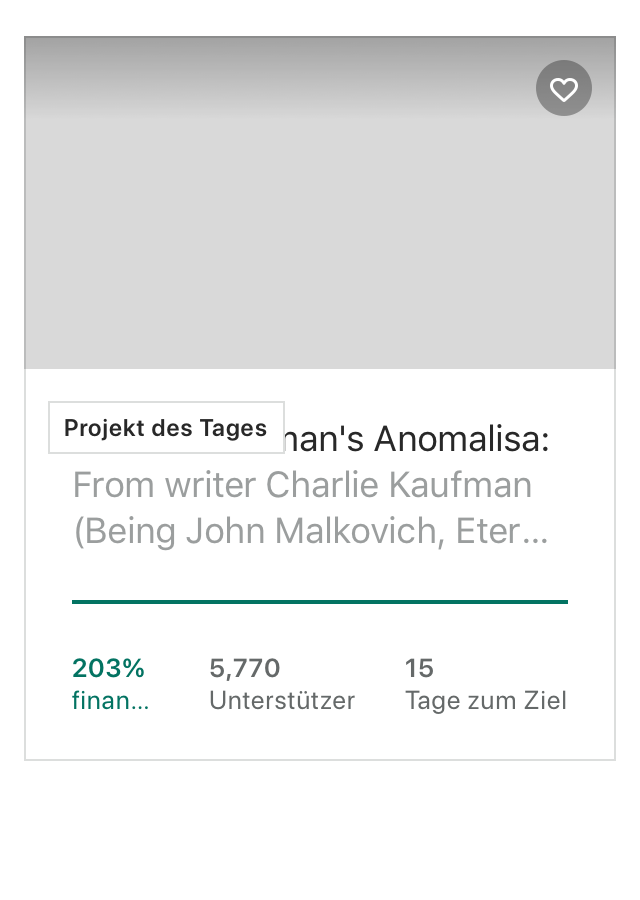 Projekt des Tages
man's Anomalisa:
From writer Charlie Kaufman
(Being John Malkovich, Eter...
203%
finan...
5,770
Unterstützer
15
Tage zum Ziel